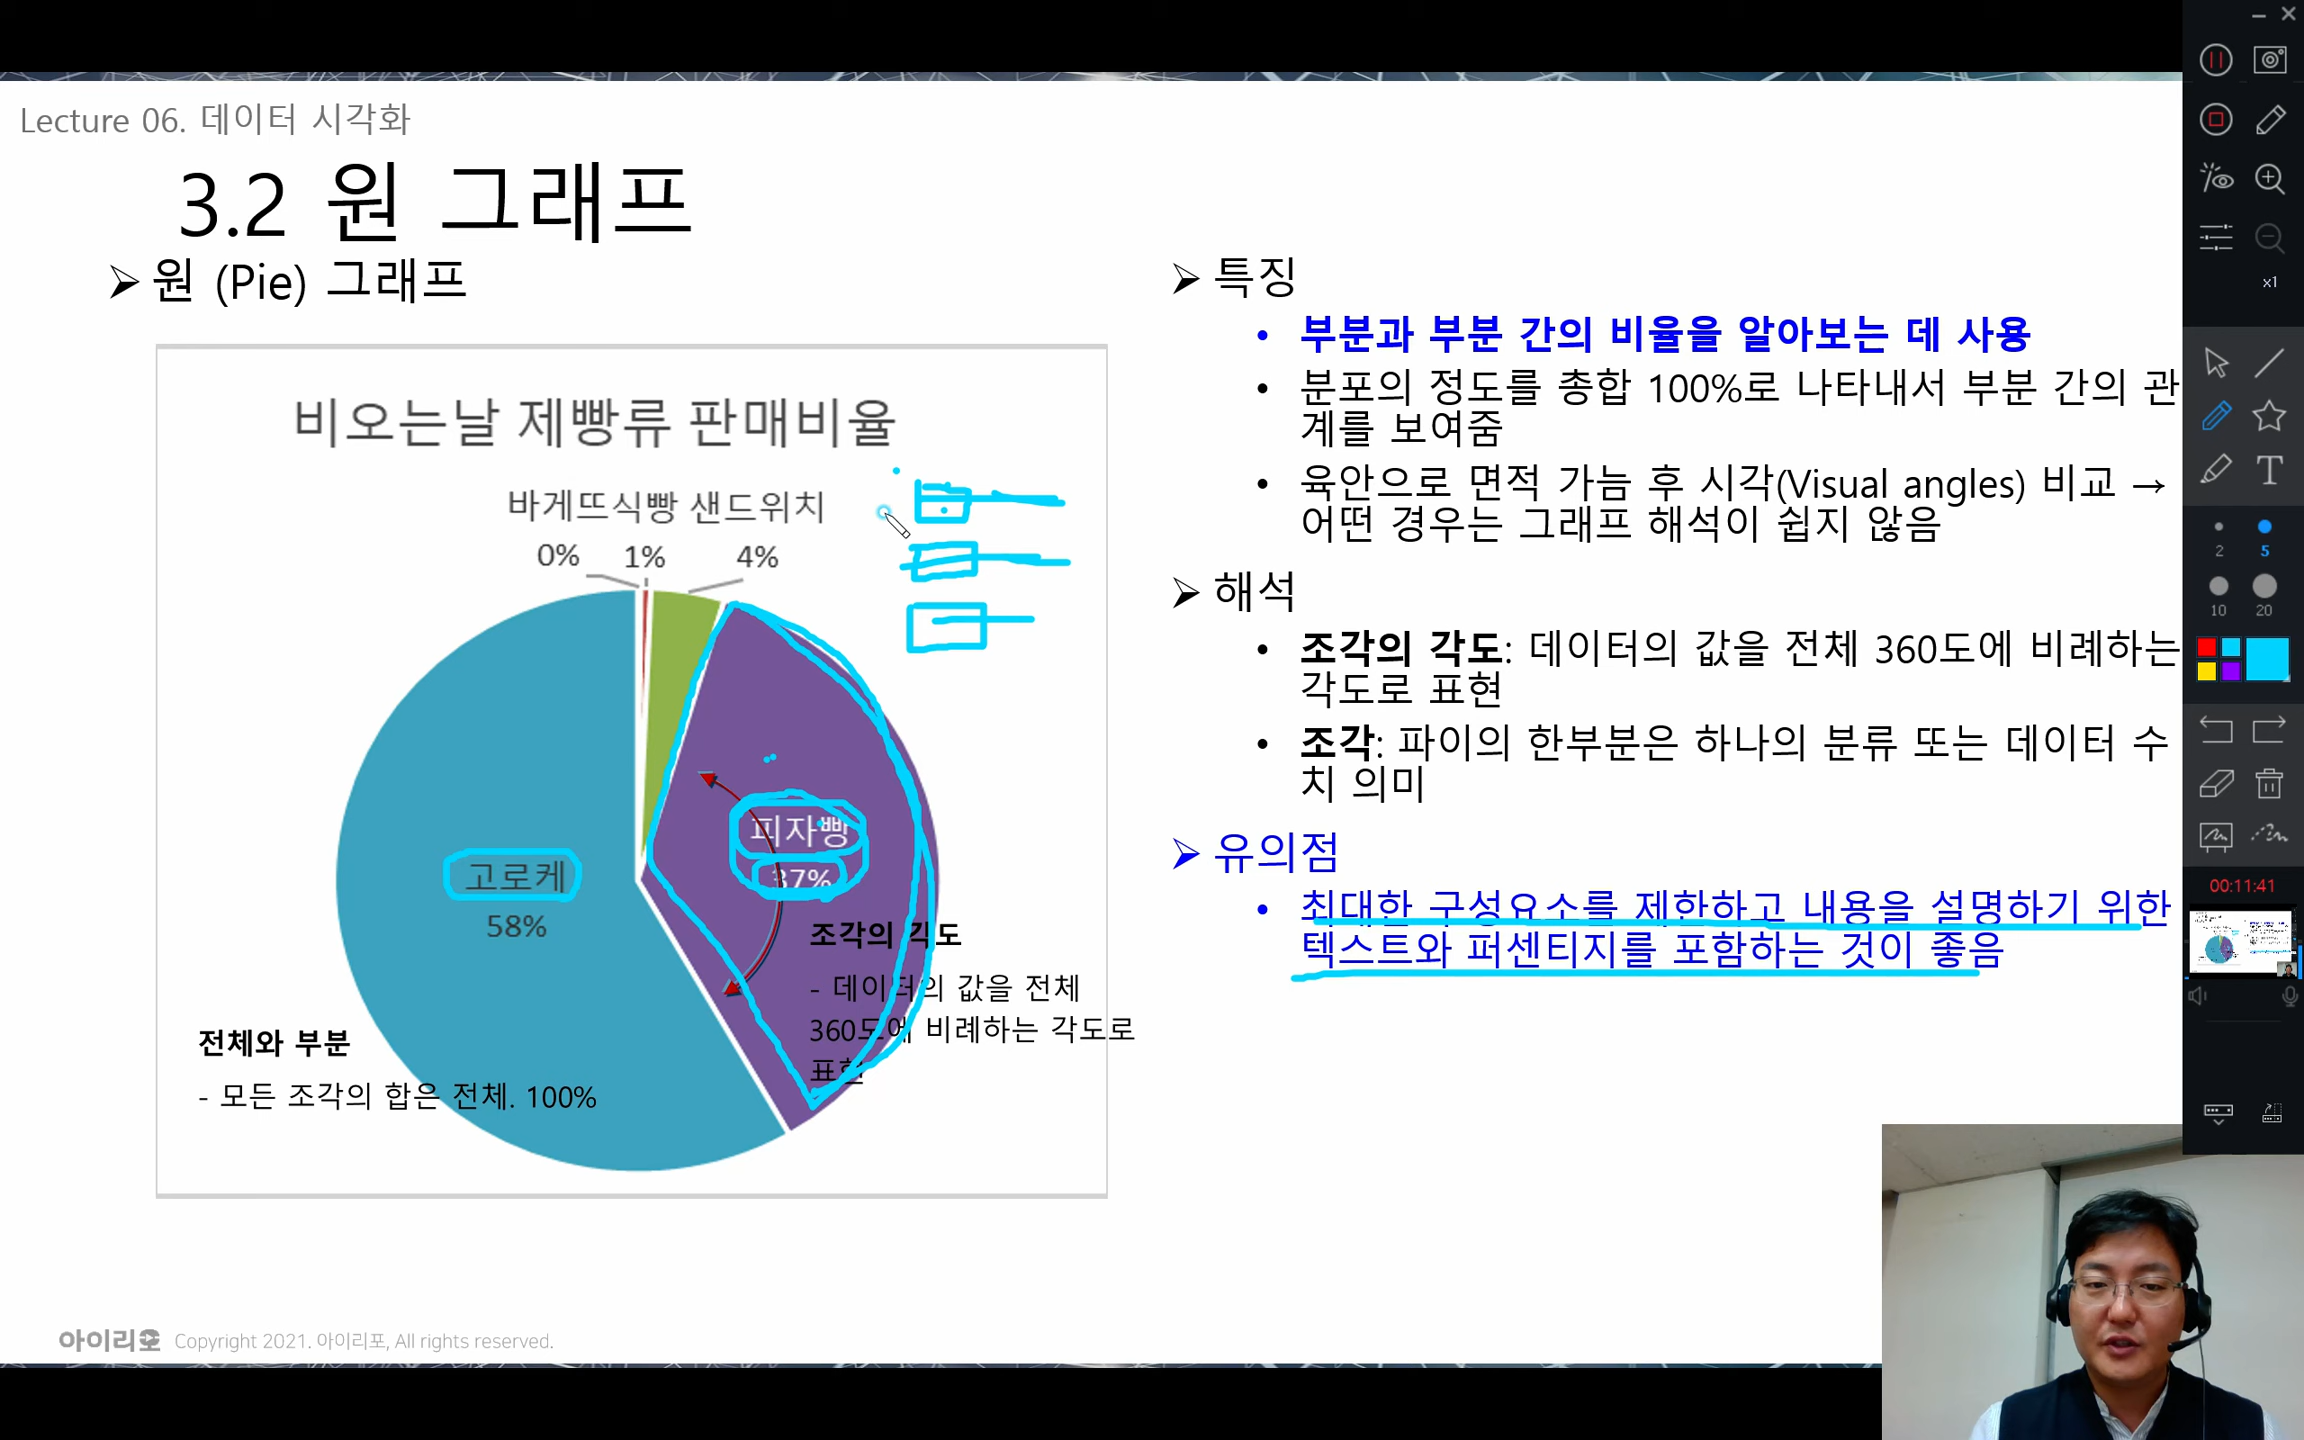 Lecture 06. 데이터 시각화
3.2 원 그래프
➢ 원 (Pie) 그래프
비오는날 제빵류 판매비율
바게뜨식빵 샌드위치
0% 1% 4%
피자빵
37%
고로케
58%
조각의 각도
- 데이터의 값을 전체
360도에 비례하는 각도로
표현
전체와 부분
- 모든 조각의 합은 전체. 100%
➢ 특징
• 부분과 부분 간의 비율을 알아보는 데 사용
• 분포의 정도를 총합 100%로 나타내서 부분 간의 관
계를 보여줌
• 육안으로 면적 가늠 후 시각(Visual angles) 비교 →
어떤 경우는 그래프 해석이 쉽지 않음
➢ 해석
• 조각의 각도: 데이터의 값을 전체 360도에 비례하는
각도로 표현
• 조각: 파이의 한부분은 하나의 분류 또는 데이터 수
치 의미
➢ 유의점
• 최대한 구성요소를 제한하고 내용을 설명하기 위한
텍스트와 퍼센티지를 포함하는 것이 좋음
아이리포 Copyright 2021. 아이리포, All rights reserved.
x1
T
2 5
10 20
00:11:41